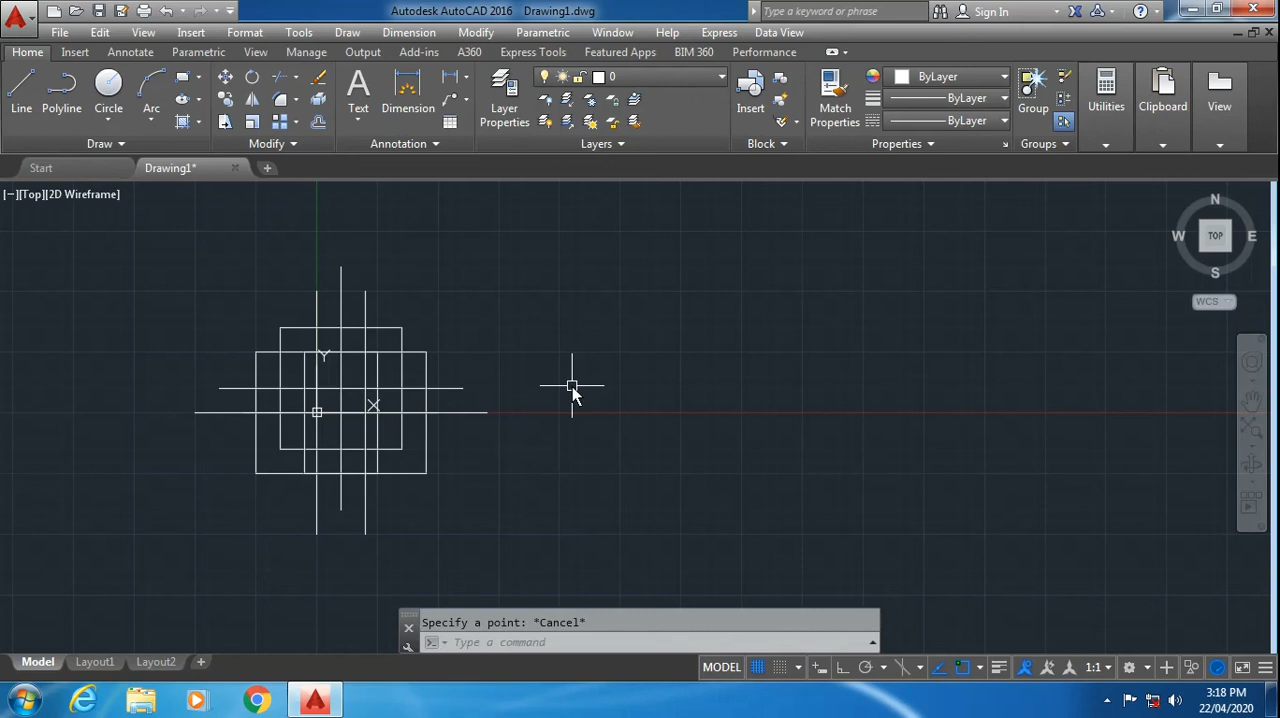 Autodesk AutoCAD 2016 Drawing1.dwg
Type a keyword or phrase
Sign In
File Edit View Insert Format Tools Draw Dimension Modify Parametric Window Help Express Data View
Home Insert Annotate Parametric View Manage Output Add-ins A360 Express Tools Featured Apps BIM 360 Performance
Line Polyline Circle Arc
Text Dimension
Layer
Properties
0
Insert
Match
Properties
ByLayer
ByLayer
ByLayer
Group
Utilities Clipboard View
Draw Modify Annotation Layers Block Properties Groups
Start Drawing1*
[−][Top][2D Wireframe]
N
W TOP E
S
WCS
Y
X
Specify a point: *Cancel*
Type a command
Model Layout1 Layout2
MODEL 1:1
3:18 PM
22/04/2020